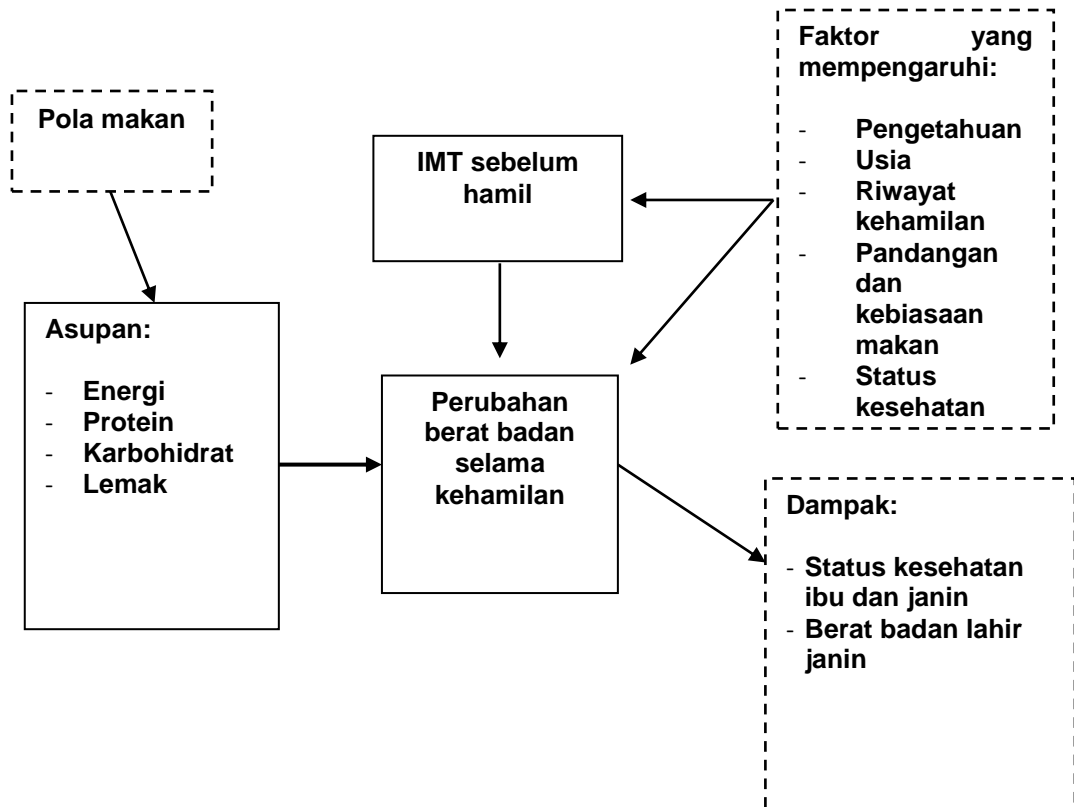 Pola makan
IMT sebelum
hamil
Faktor yang
mempengaruhi:
- Pengetahuan
- Usia
- Riwayat
kehamilan
- Pandangan
dan
kebiasaan
makan
- Status
kesehatan
Asupan:
- Energi
- Protein
- Karbohidrat
- Lemak
Perubahan
berat badan
selama
kehamilan
Dampak:
- Status kesehatan
ibu dan janin
- Berat badan lahir
janin